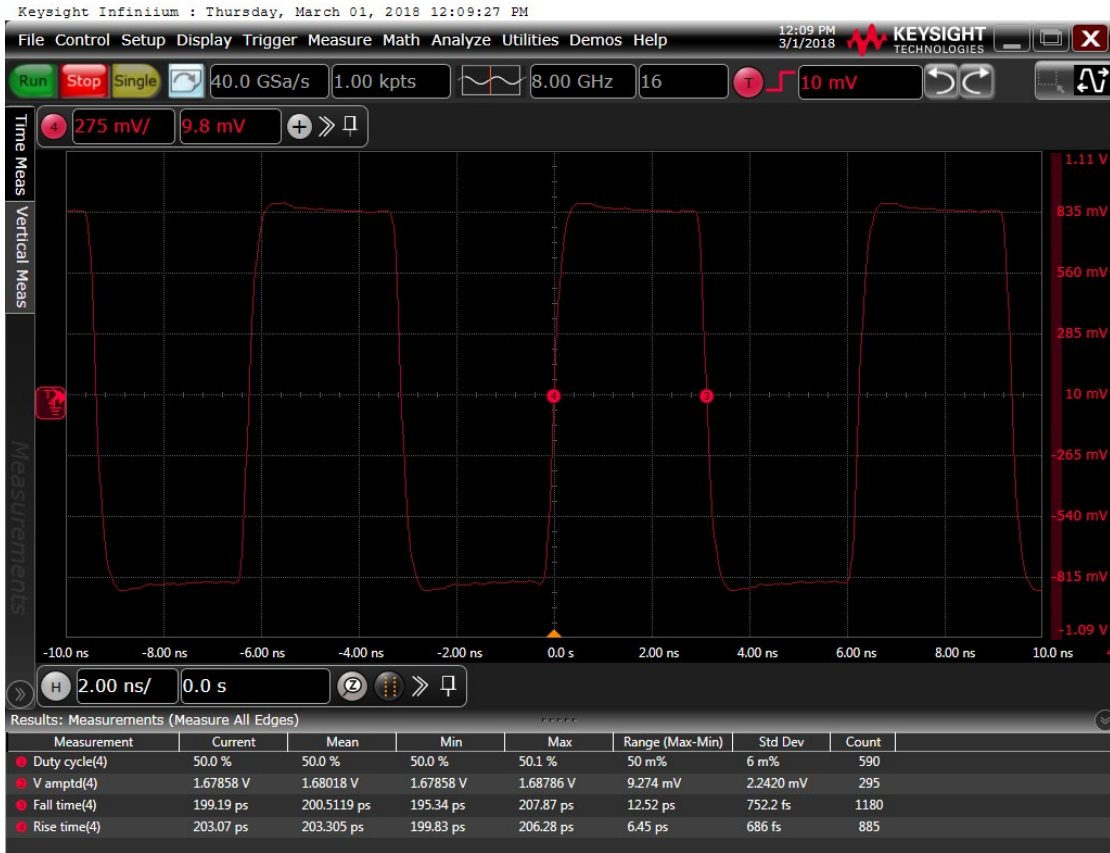 Keysight Infiniium : Thursday, March 01, 2018 12:09:27 PM
File Control Setup Display Trigger Measure Math Analyze Utilities Demos Help
12:09 PM
3/1/2018
KEYSIGHT
TECHNOLOGIES
X
Run Stop Single 40.0 GSa/s 1.00 kpts 8.00 GHz 16 T 10 mV
4 275 mV/ 9.8 mV
Time Meas
Vertical Meas
Measurements
1.11 V
835 mV
560 mV
285 mV
10 mV
-265 mV
-540 mV
-815 mV
-1.09 V
T
4 3
-10.0 ns -8.00 ns -6.00 ns -4.00 ns -2.00 ns 0.0 s 2.00 ns 4.00 ns 6.00 ns 8.00 ns 10.0 ns
H 2.00 ns/ 0.0 s Z
Results: Measurements (Measure All Edges)
Measurement Current Mean Min Max Range (Max-Min) Std Dev Count
1 Duty cycle(4) 50.0 % 50.0 % 50.0 % 50.1 % 50 m% 6 m% 590
2 V amptd(4) 1.67858 V 1.68018 V 1.67858 V 1.68786 V 9.274 mV 2.2420 mV 295
3 Fall time(4) 199.19 ps 200.5119 ps 195.34 ps 207.87 ps 12.52 ps 752.2 fs 1180
4 Rise time(4) 203.07 ps 203.305 ps 199.83 ps 206.28 ps 6.45 ps 686 fs 885